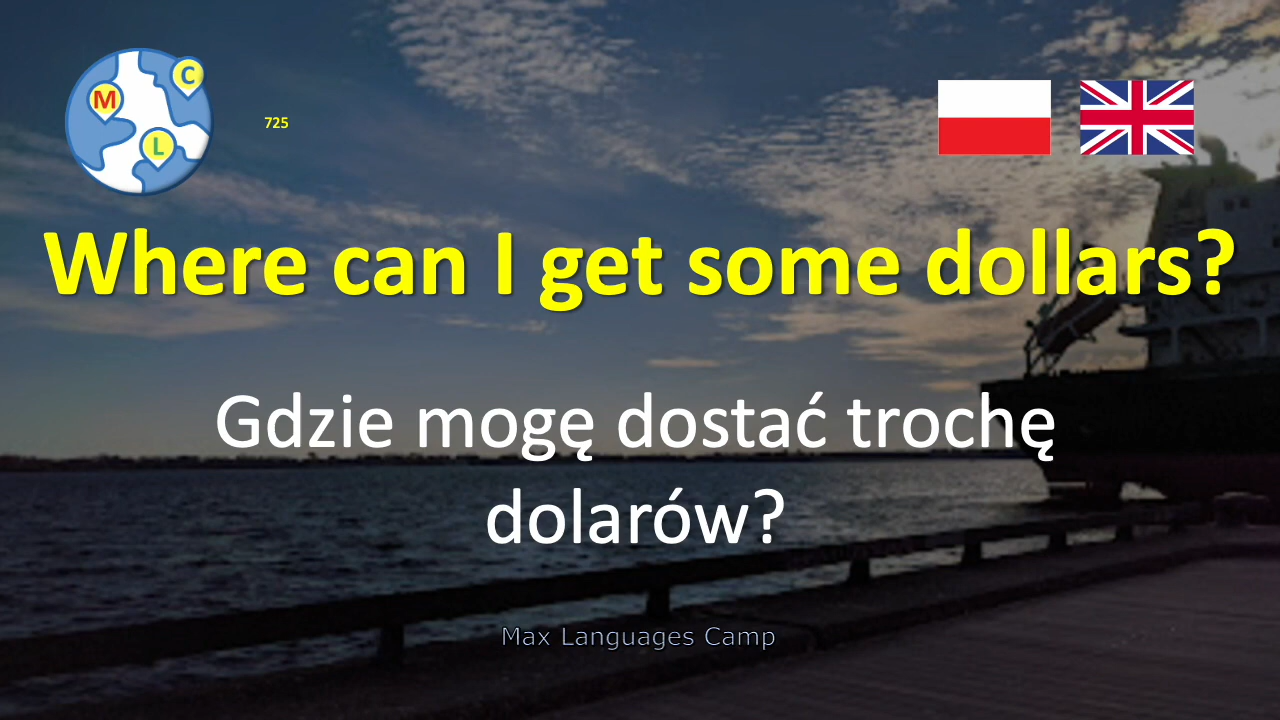 M
C
L
725
Where can I get some dollars?
Gdzie mogę dostać trochę
dolarów?
Max Languages Camp